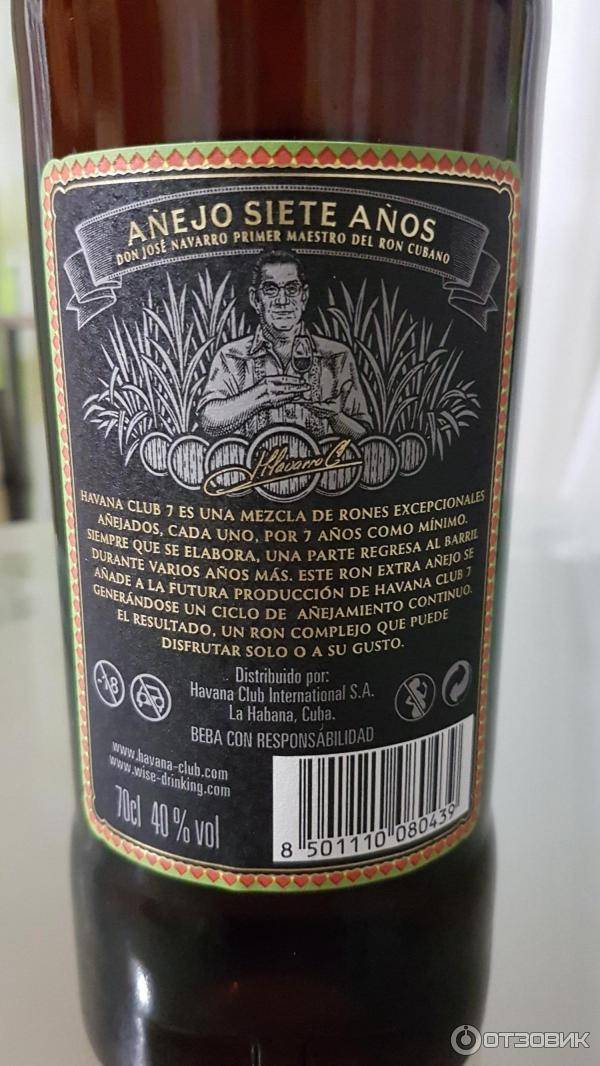 AÑEJO SIETE AÑOS
DON JOSÉ NAVARRO PRIMER MAESTRO DEL RON CUBANO
JNavarro C
HAVANA CLUB 7 ES UNA MEZCLA DE RONES EXCEPCIONALES
AÑEJADOS, CADA UNO, POR 7 AÑOS COMO MÍNIMO.
SIEMPRE QUE SE ELABORA, UNA PARTE REGRESA AL BARRIL
DURANTE VARIOS AÑOS MÁS. ESTE RON EXTRA AÑEJO SE
AÑADE A LA FUTURA PRODUCCIÓN DE HAVANA CLUB 7
GENERÁNDOSE UN CICLO DE AÑEJAMIENTO CONTINUO.
EL RESULTADO, UN RON COMPLEJO QUE PUEDE
DISFRUTAR SOLO O A SU GUSTO.
-18
Distribuido por:
Havana Club International S.A.
La Habana, Cuba.
BEBA CON RESPONSABILIDAD
www.havana-club.com
www.wise-drinking.com
70cl 40% vol
8 501110 080439
ОТЗОВИК